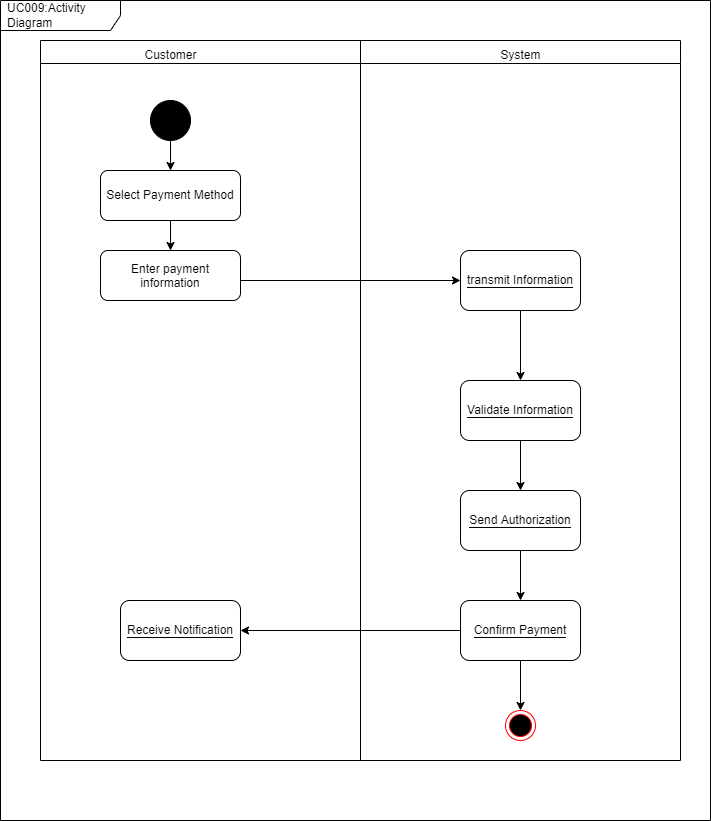 UC009:Activity
Diagram
Customer
System
Select Payment Method
Enter payment
information
transmit Information
Validate Information
Send Authorization
Receive Notification
Confirm Payment